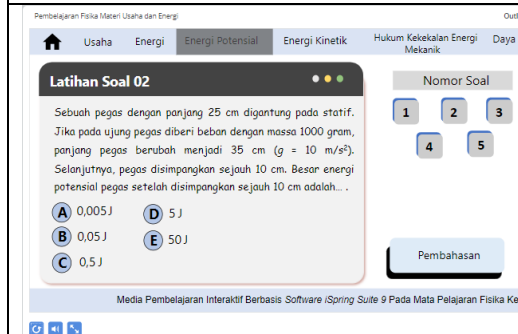 Pembelajaran Fisika Materi Usaha dan Energi
Usaha Energi Energi Potensial Energi Kinetik Hukum Kekekalan Energi Mekanik Daya
Latihan Soal 02
Nomor Soal
Sebuah pegas dengan panjang 25 cm digantung pada statif.
Jika pada ujung pegas diberi beban dengan massa 1000 gram,
panjang pegas berubah menjadi 35 cm (g = 10 m/s²).
Selanjutnya, pegas disimpangkan sejauh 10 cm. Besar energi
potensial pegas setelah disimpangkan sejauh 10 cm adalah... .
A 0,005 J
D 5 J
B 0,05 J
E 50 J
C 0,5 J
1 2 3
4 5
Pembahasan
Media Pembelajaran Interaktif Berbasis Software iSpring Suite 9 Pada Mata Pelajaran Fisika